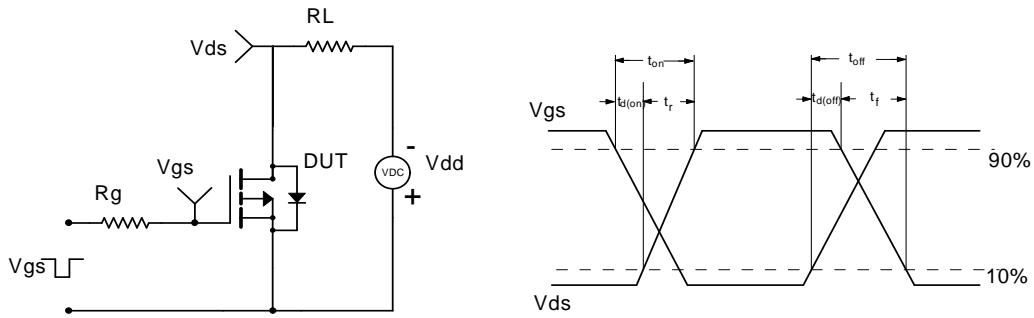 RL
Vds
Vgs
DUT
Rg
Vgs
-
VDC
+
Vdd
ton
toff
td(on)
tr
td(off)
tf
Vgs
90%
10%
Vds